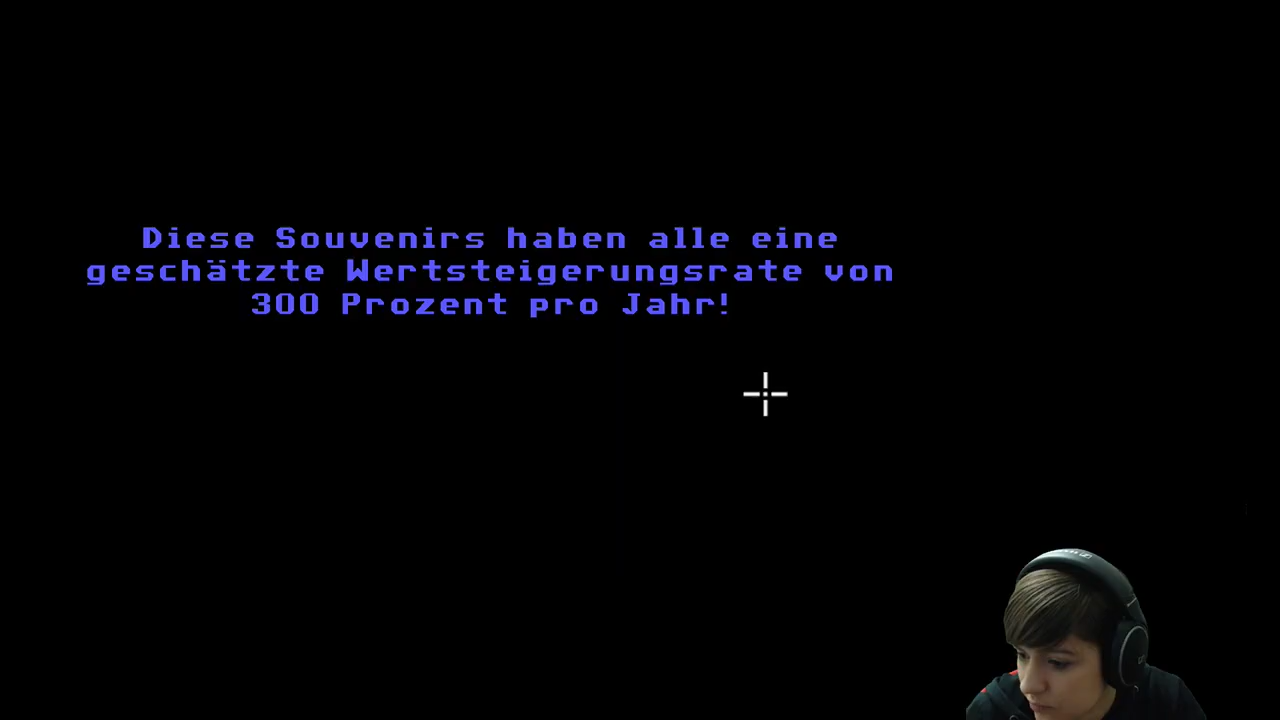 Diese Souvenirs haben alle eine
geschätzte Wertsteigerungsrate von
300 Prozent pro Jahr!